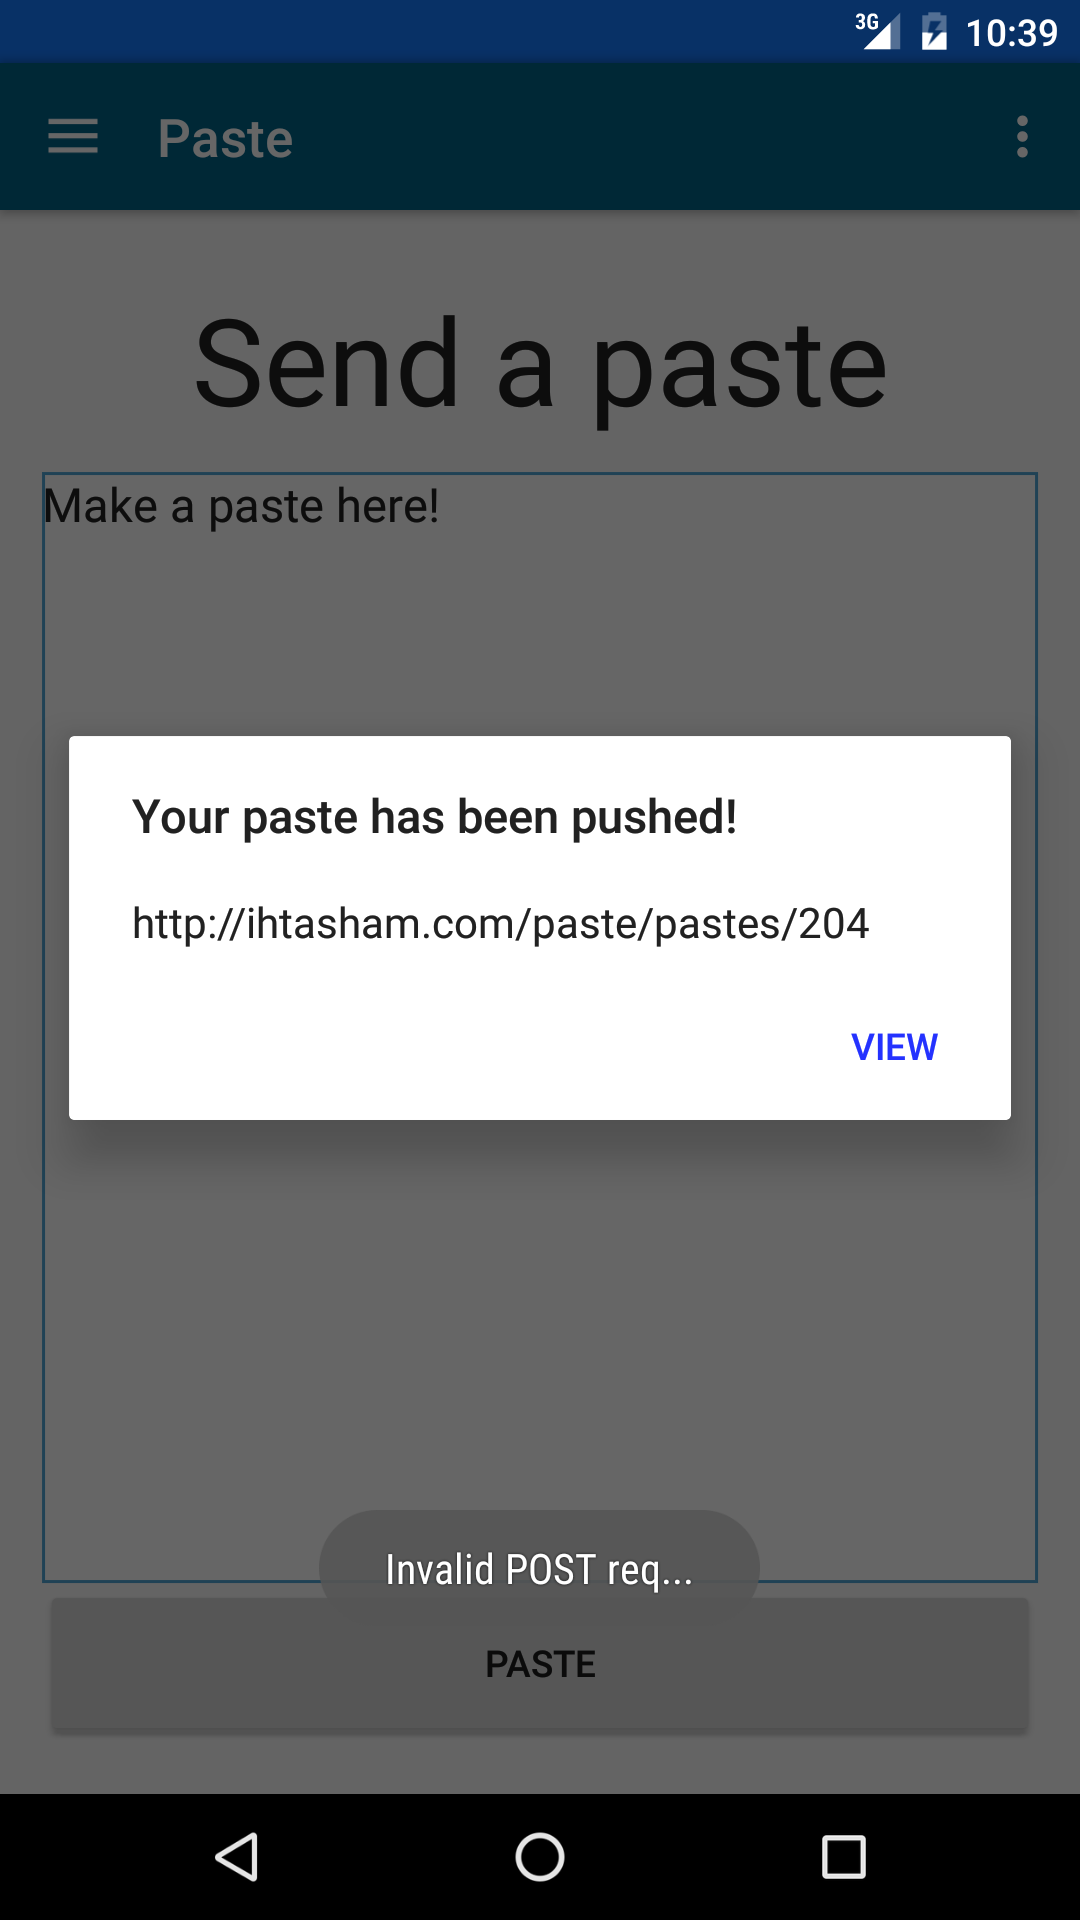 3G 10:39
Paste
Send a paste
Make a paste here!
Your paste has been pushed!
http://ihtasham.com/paste/pastes/204
VIEW
Invalid POST req...
PASTE